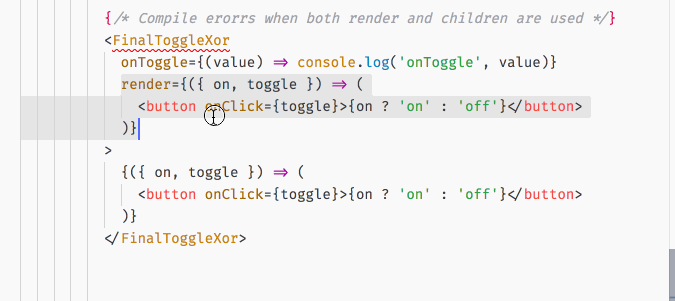 {/* Compile erorrs when both render and children are used */}
<FinalToggleXor
onToggle={(value) => console.log('onToggle', value)}
render={({ on, toggle }) => (
<button onClick={toggle}>{on ? 'on' : 'off'}</button>
)}
>
{({ on, toggle }) => (
<button onClick={toggle}>{on ? 'on' : 'off'}</button>
)}
</FinalToggleXor>